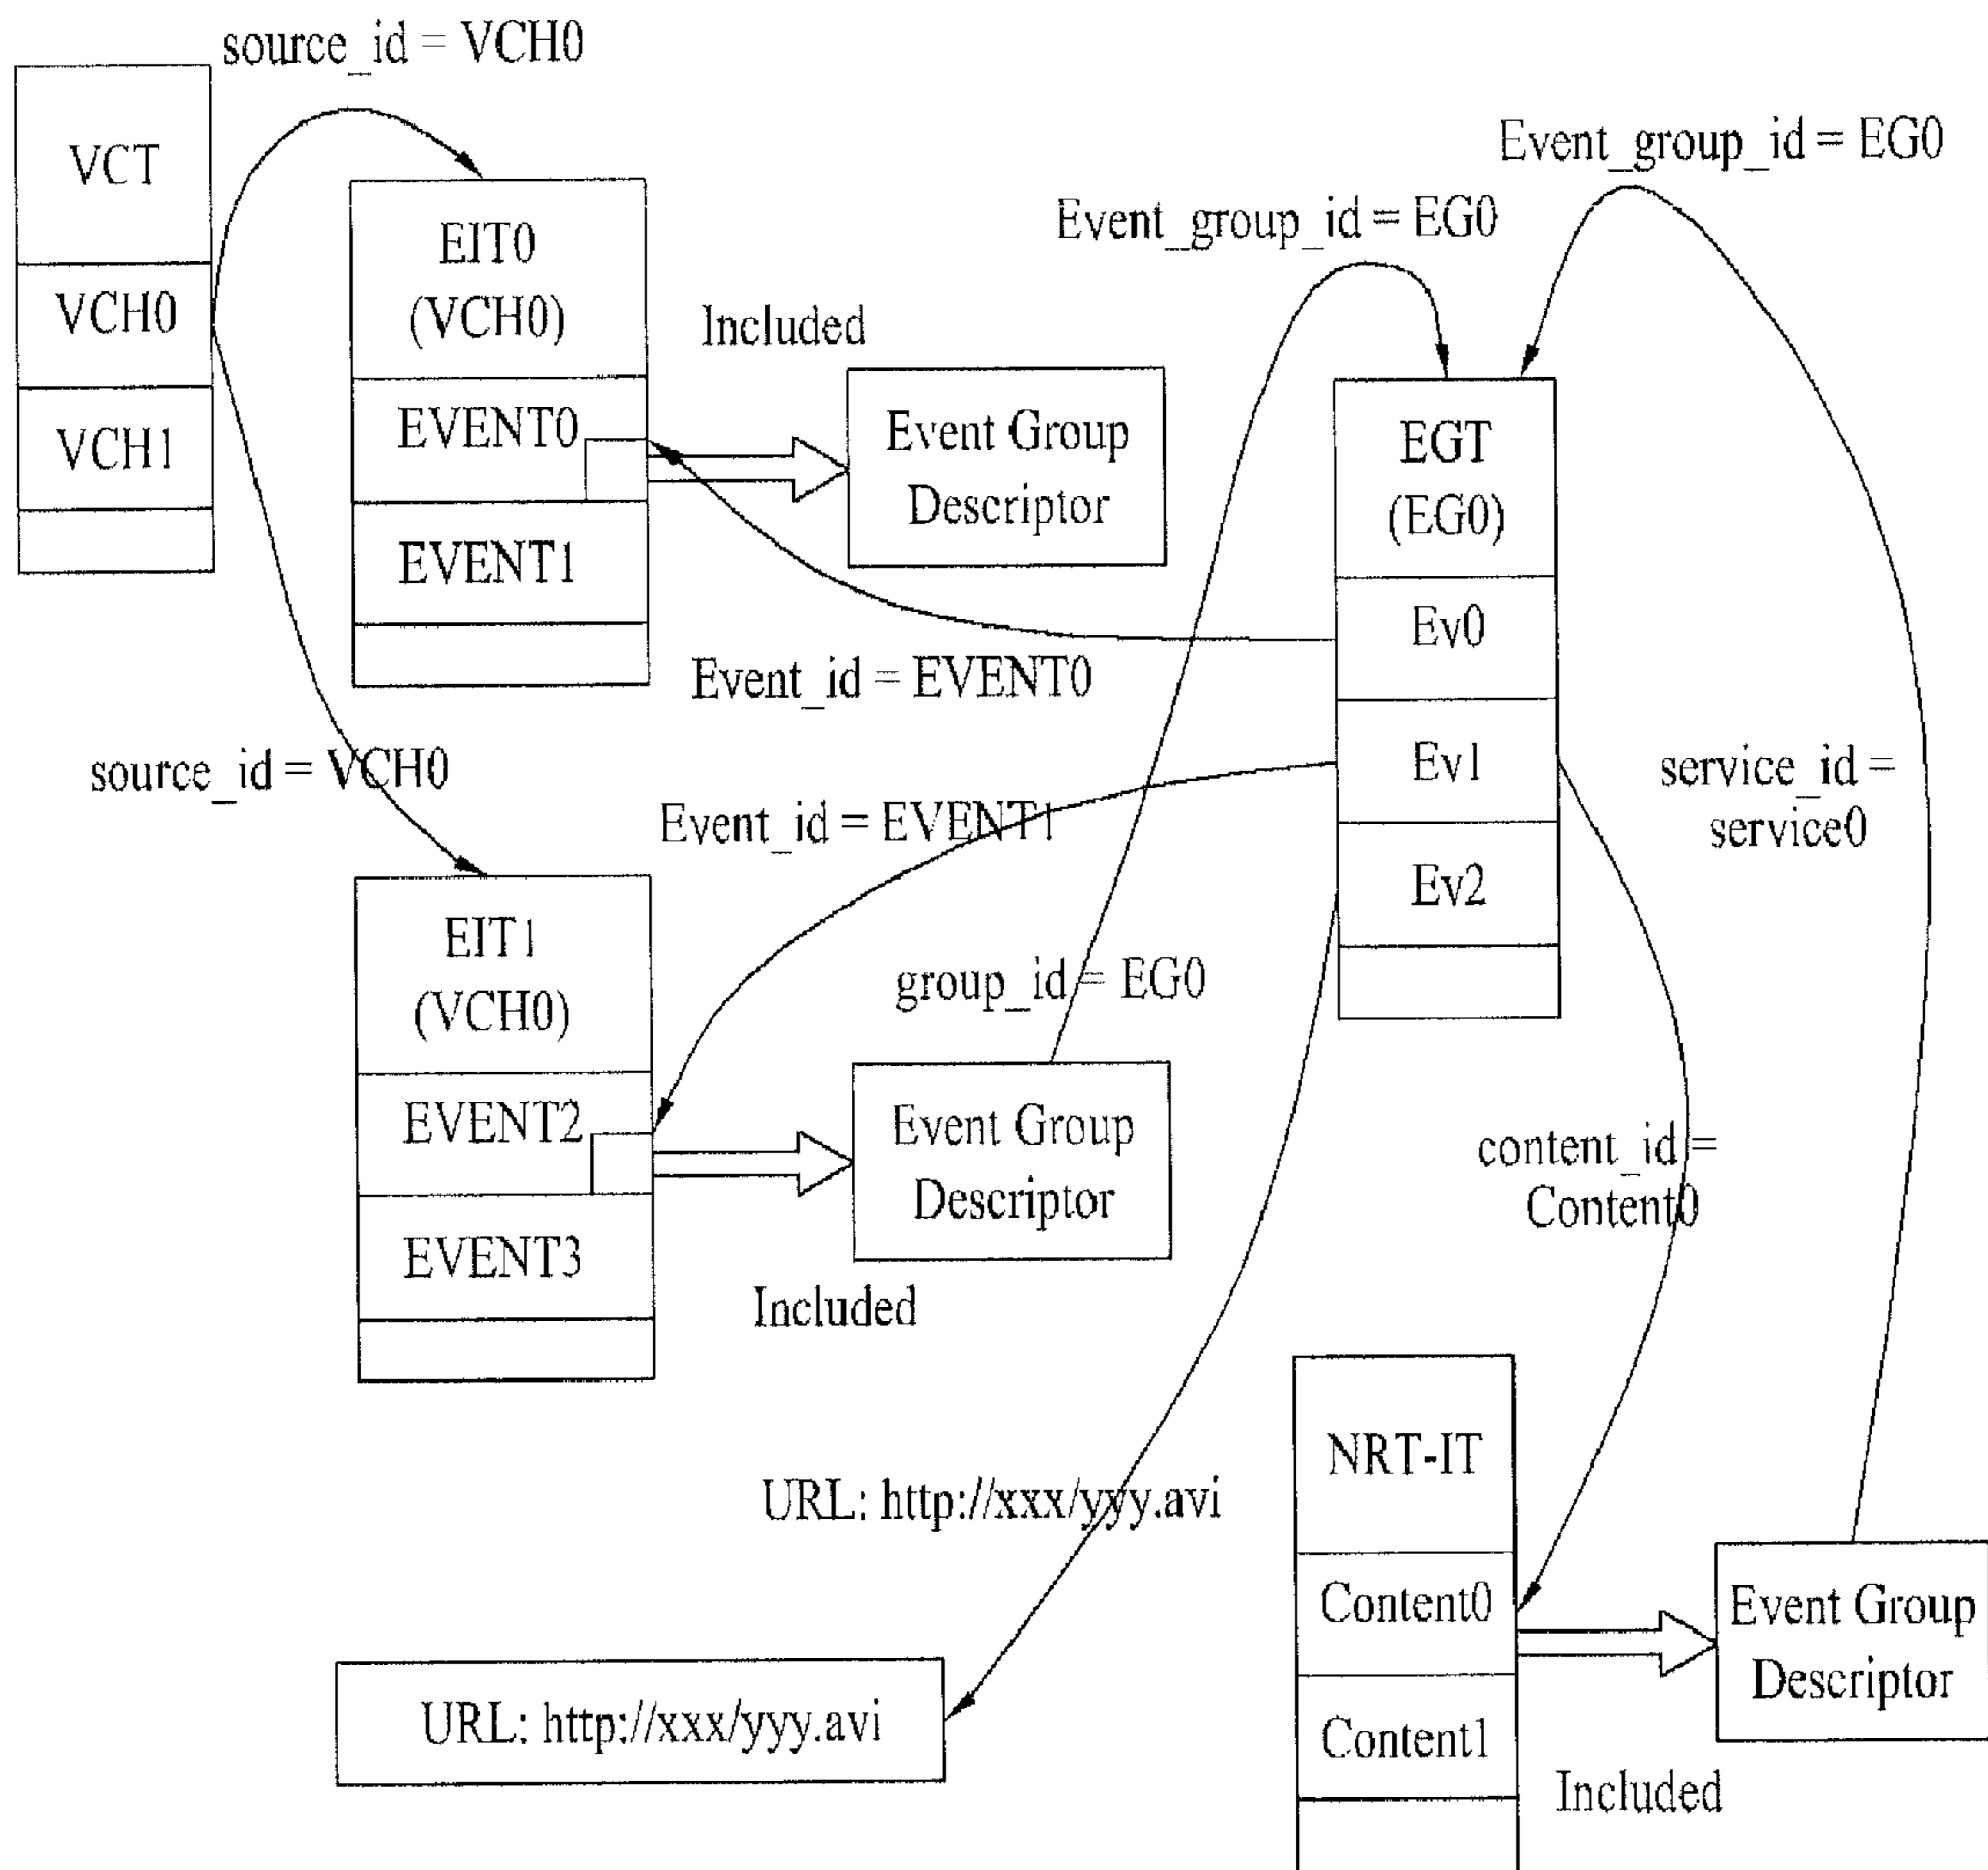 source_id = VCH0
VCT
VCH0
VCH1
EIT0
(VCH0)
EVENT0
EVENT1
Included
Event Group
Descriptor
Event_group_id = EG0
Event_group_id = EG0
EGT
(EG0)
Ev0
Ev1
Ev2
Event_id = EVENT0
source_id = VCH0
Event_id = EVENT1
service_id =
service0
EIT1
(VCH0)
EVENT2
EVENT3
group_id = EG0
Event Group
Descriptor
Included
content_id =
Content0
URL: http://xxx/yyy.avi
URL: http://xxx/yyy.avi
NRT-IT
Content0
Content1
Event Group
Descriptor
Included